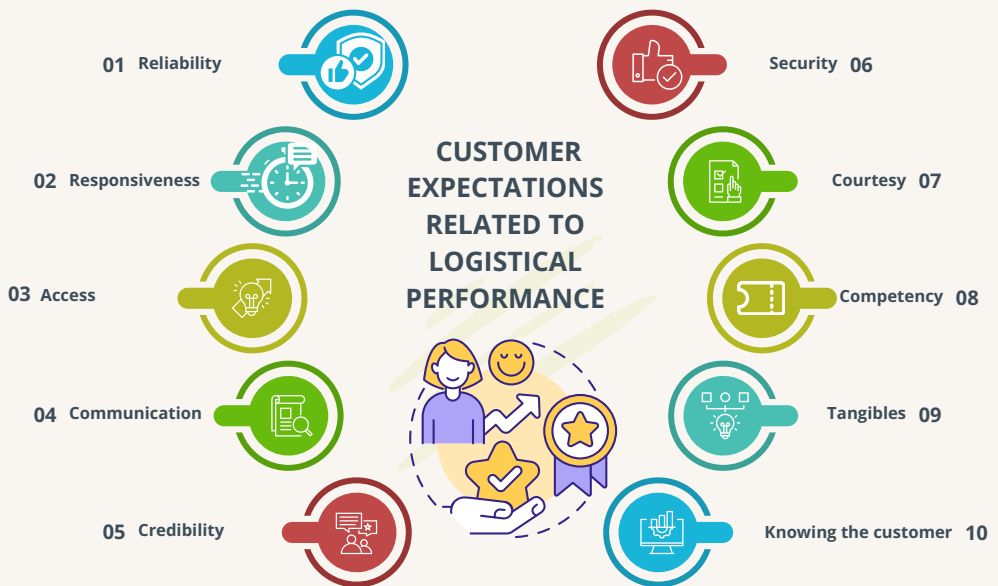 CUSTOMER
EXPECTATIONS
RELATED TO
LOGISTICAL
PERFORMANCE
01 Reliability
02 Responsiveness
03 Access
04 Communication
05 Credibility
Security 06
Courtesy 07
Competency 08
Tangibles 09
Knowing the customer 10